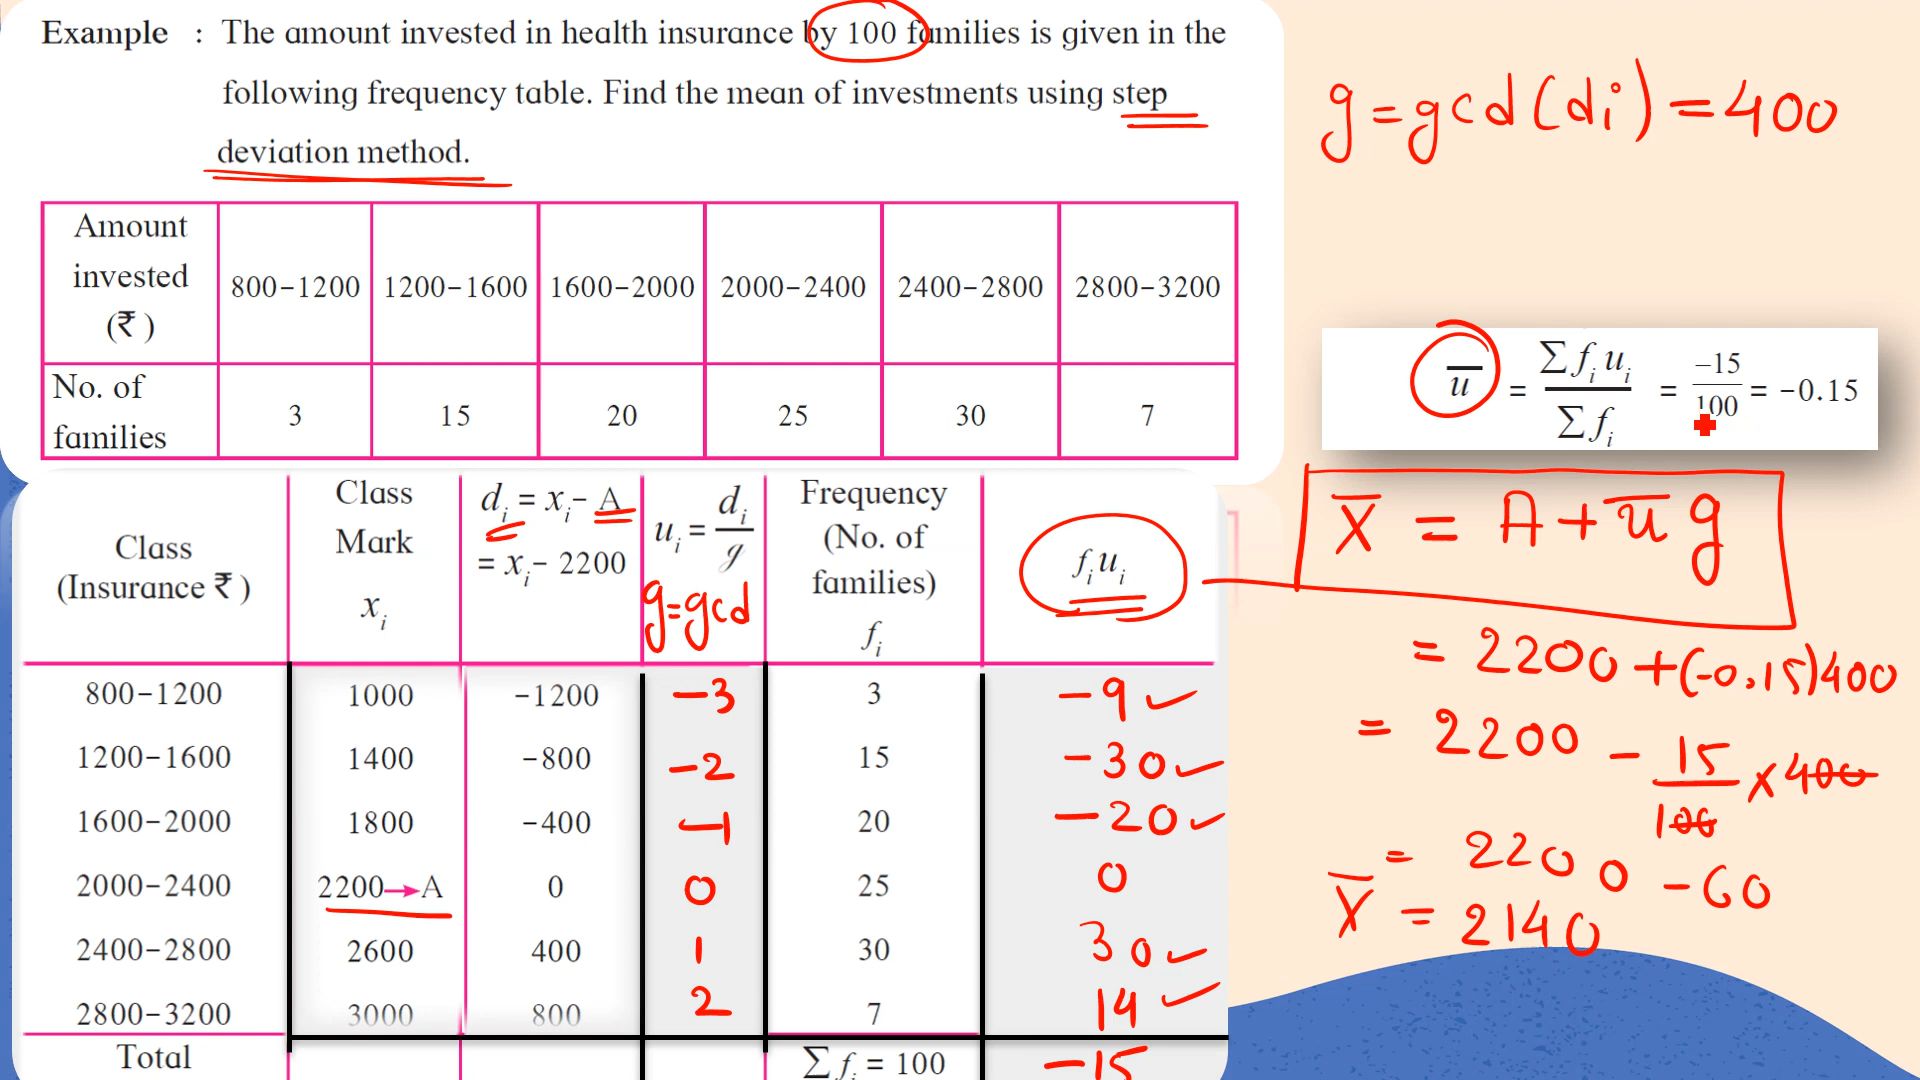 Example : The amount invested in health insurance by 100 families is given in the
following frequency table. Find the mean of investments using step
deviation method.
Amount invested (₹ ) 800-1200 1200-1600 1600-2000 2000-2400 2400-2800 2800-3200
No. of families 3 15 20 25 30 7
Class (Insurance ₹ ) Class Mark xᵢ dᵢ = xᵢ- A = xᵢ- 2200 uᵢ = dᵢ/g g=gcd Frequency (No. of families) fᵢ fᵢ uᵢ
800-1200 1000 -1200 -3 3 -9 ✓
1200-1600 1400 -800 -2 15 -30 ✓
1600-2000 1800 -400 -1 20 -20 ✓
2000-2400 2200→A 0 0 25 0
2400-2800 2600 400 1 30 30 ✓
2800-3200 3000 800 2 7 14 ✓
Total ∑ fᵢ = 100 -15
g = gcd(di) = 400
u̅ = ∑ fᵢ uᵢ / ∑ fᵢ = -15/100 = -0.15
X̅ = A + u̅ g
= 2200 + (-0.15)400
= 2200 - 15/100 × 400
= 2200 - 60
X̅ = 2140